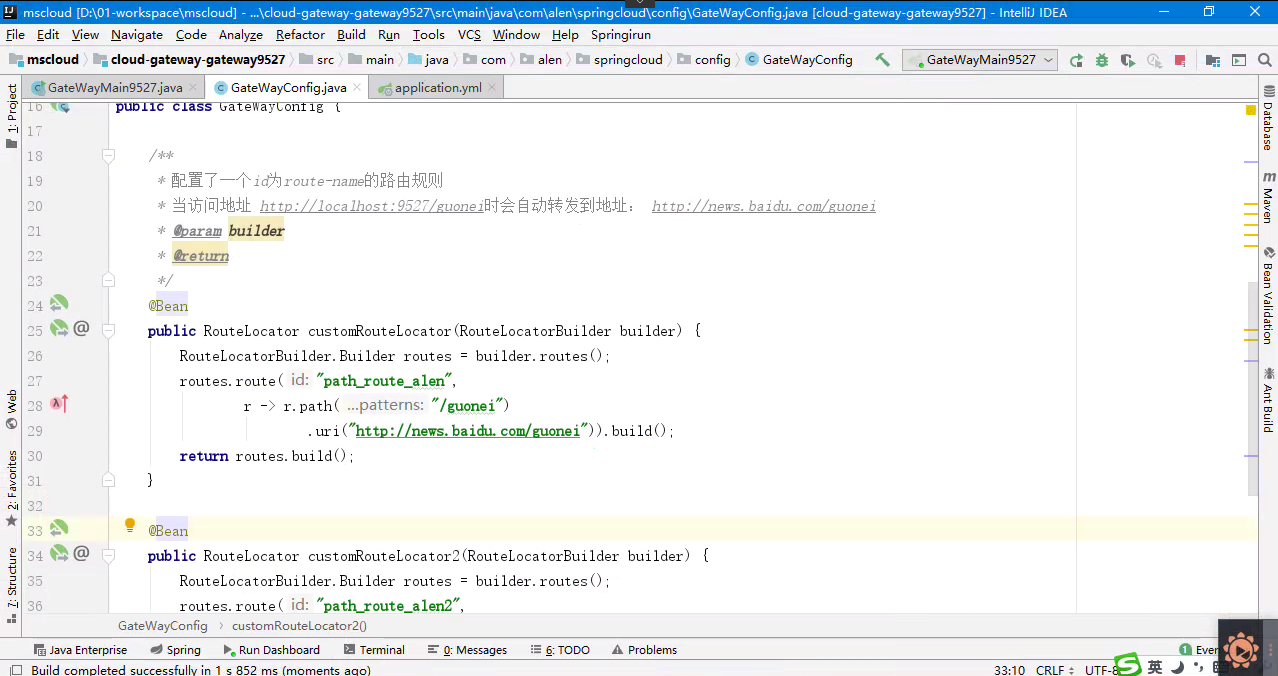 mscloud [D:\01-workspace\mscloud] - ...\cloud-gateway-gateway9527\src\main\java\com\alen\springcloud\config\GateWayConfig.java [cloud-gateway-gateway9527] - IntelliJ IDEA
File Edit View Navigate Code Analyze Refactor Build Run Tools VCS Window Help Springirun
mscloud cloud-gateway-gateway9527 src main java com alen springcloud config GateWayConfig GateWayMain9527
GateWayMain9527.java GateWayConfig.java application.yml
1: Project
Web
2: Favorites
7: Structure
16 public class GateWayConfig {
17
18 /**
19 * 配置了一个id为route-name的路由规则
20 * 当访问地址 http://localhost:9527/guonei时会自动转发到地址： http://news.baidu.com/guonei
21 * @param builder
22 * @return
23 */
24 @Bean
25 @ public RouteLocator customRouteLocator(RouteLocatorBuilder builder) {
26 RouteLocatorBuilder.Builder routes = builder.routes();
27 routes.route( id: "path_route_alen",
28 r -> r.path( ...patterns: "/guonei")
29 .uri("http://news.baidu.com/guonei")).build();
30 return routes.build();
31 }
32
33 @Bean
34 @ public RouteLocator customRouteLocator2(RouteLocatorBuilder builder) {
35 RouteLocatorBuilder.Builder routes = builder.routes();
36 routes.route( id: "path_route_alen2",
Database
Maven
Bean Validation
Ant Build
GateWayConfig > customRouteLocator2()
Java Enterprise Spring Run Dashboard Terminal 0: Messages 6: TODO Problems 1
Build completed successfully in 1 s 852 ms (moments ago) 33:10 CRLF 英